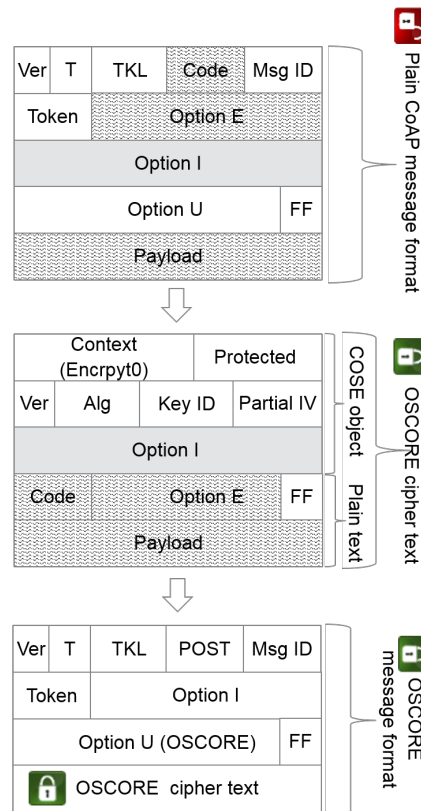 Ver T TKL Code Msg ID
Token Option E
Option I
Option U FF
Payload
Plain CoAP message format
Context
(Encrpyt0) Protected
Ver Alg Key ID Partial IV
Option I
Code Option E FF
Payload
COSE object
Plain text
OSCORE cipher text
Ver T TKL POST Msg ID
Token Option I
Option U (OSCORE) FF
OSCORE cipher text
OSCORE
message format